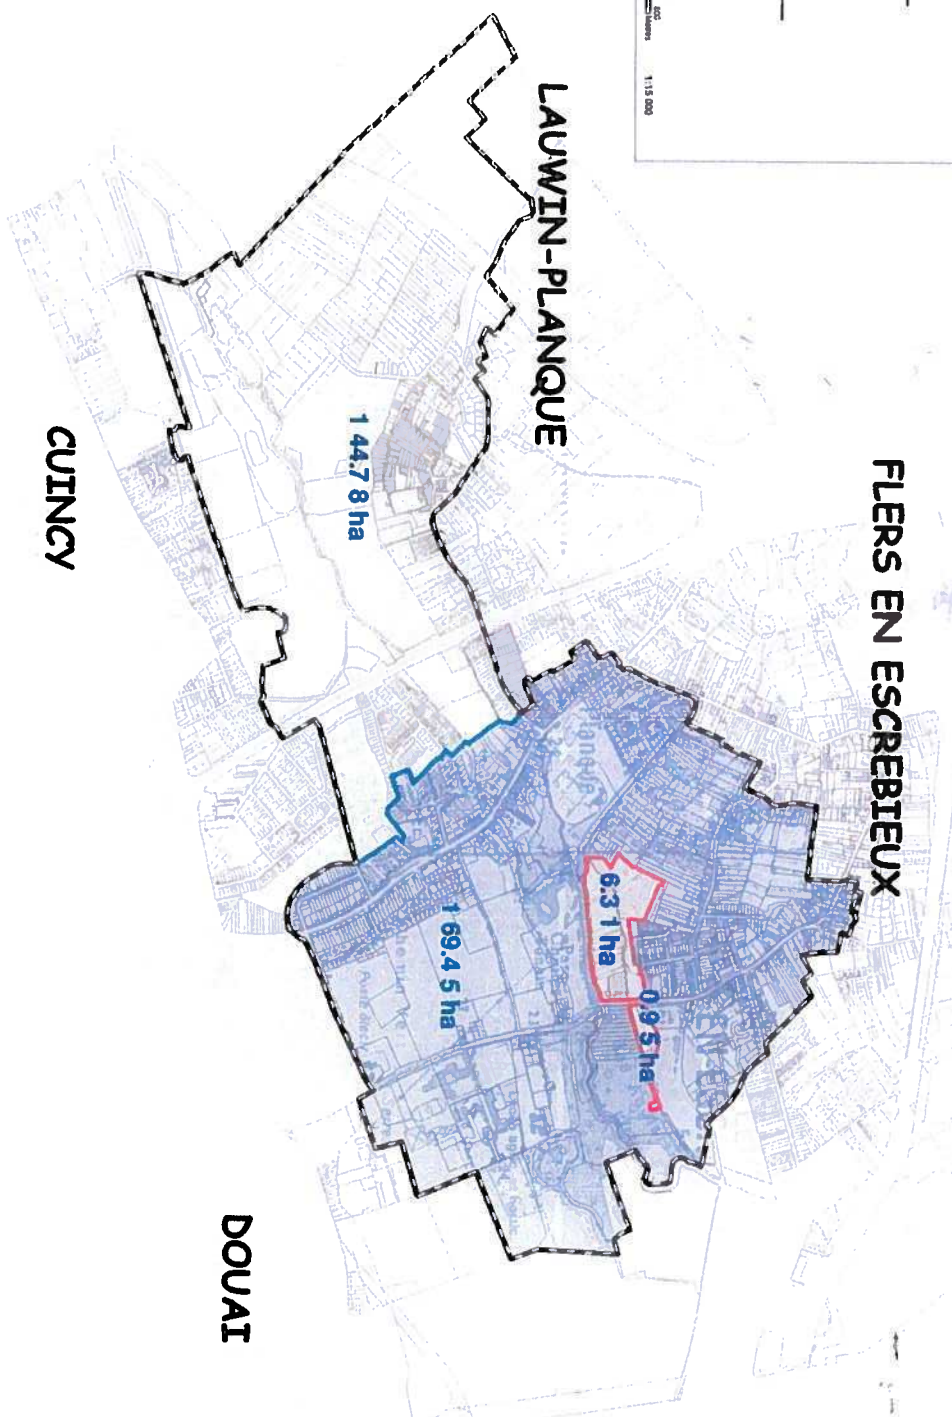 FLERS EN ESCREBIEUX
LAUWIN-PLANQUE
1:15 000
6.3 1 ha
0.9 5 ha
1 44.7 8 ha
1 69.4 5 ha
CUINCY
DOUAI